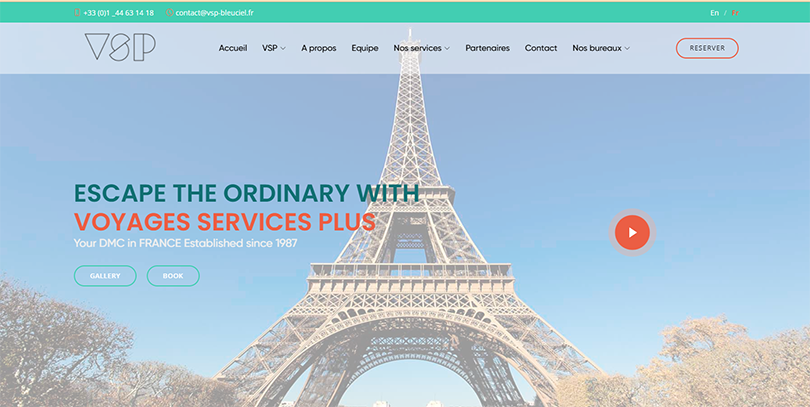 +33 (0)1 _44 63 14 18 contact@vsp-bleuciel.fr En / Fr
VSP Accueil VSP A propos Equipe Nos services Partenaires Contact Nos bureaux RESERVER
ESCAPE THE ORDINARY WITH
VOYAGES SERVICES PLUS
Your DMC in FRANCE Established since 1987
GALLERY BOOK